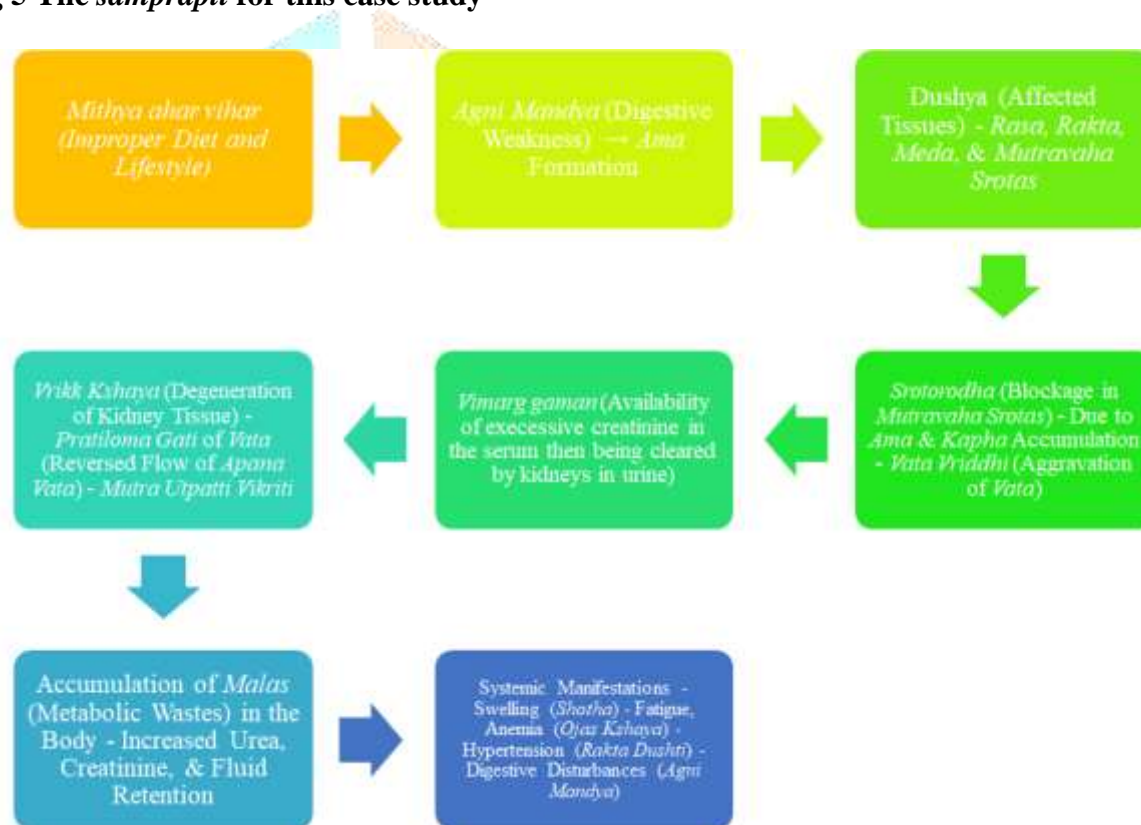 5 The samprapti for this case study
Mithya ahar vihar
(Improper Diet and
Lifestyle)
Agni Mandya (Digestive
Weakness) → Ama
Formation
Dushya (Affected
Tissues) - Rasa, Rakta,
Meda, & Mutravaha
Srotas
Srotorodha (Blockage in
Mutravaha Srotas) - Due to
Ama & Kapha Accumulation
- Vata Vriddhi (Aggravation
of Vata)
Vimarg gaman (Availability
of execessive creatinine in
the serum then being cleared
by kidneys in urine)
Vrikk Kshaya (Degeneration
of Kidney Tissue) -
Pratiloma Gati of Vata
(Reversed Flow of Apana
Vata) - Mutra Utpatti Vikriti
Accumulation of Malas
(Metabolic Wastes) in the
Body - Increased Urea,
Creatinine, & Fluid
Retention
Systemic Manifestations -
Swelling (Shotha) - Fatigue,
Anemia (Ojas Kshaya) -
Hypertension (Rakta Dushti) -
Digestive Disturbances (Agni
Mandya)